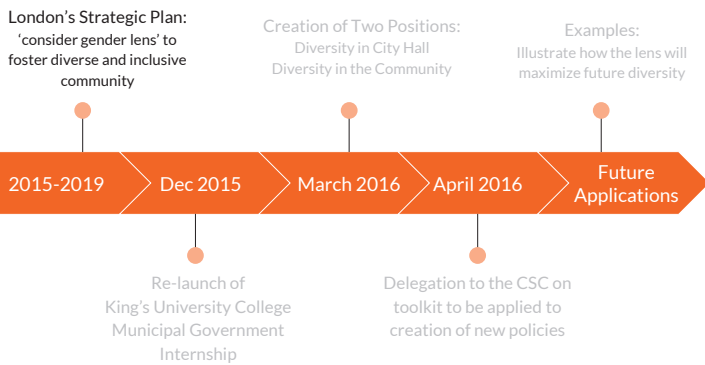 London's Strategic Plan:
'consider gender lens' to
foster diverse and inclusive
community
Creation of Two Positions:
Diversity in City Hall
Diversity in the Community
Examples:
Illustrate how the lens will
maximize future diversity
2015-2019
Dec 2015
March 2016
April 2016
Future
Applications
Re-launch of
King's University College
Municipal Government
Internship
Delegation to the CSC on
toolkit to be applied to
creation of new policies